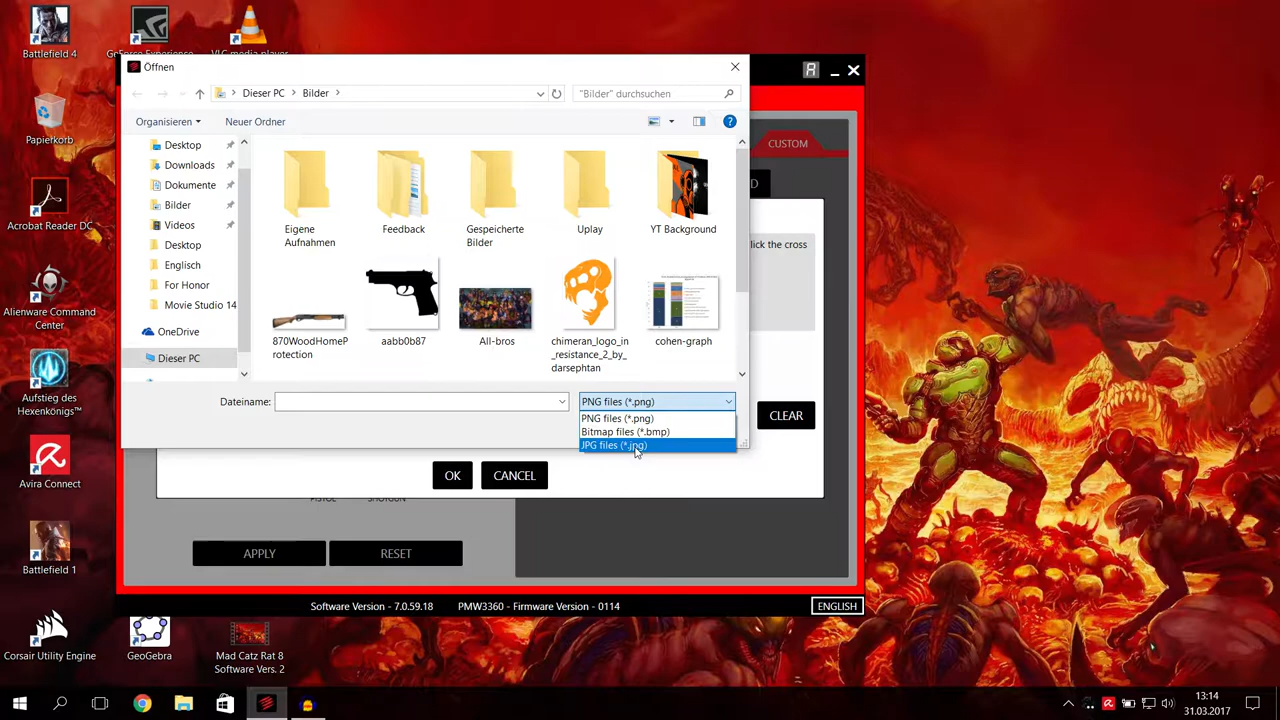 Battlefield 4
GeForce Experience
VLC media player
Öffnen
Dieser PC
Bilder
"Bilder" durchsuchen
Organisieren
Neuer Ordner
Papierkorb
Acrobat Reader DC
Alienware Command
Center
Aufstieg des
Hexenkönigs™
Avira Connect
Battlefield 1
Corsair Utility Engine
GeoGebra
Mad Catz Rat 8
Software Vers. 2
Desktop
Downloads
Dokumente
Bilder
Videos
Desktop
Englisch
For Honor
Movie Studio 14
OneDrive
Dieser PC
Eigene
Aufnahmen
Feedback
Gespeicherte
Bilder
Uplay
YT Background
870WoodHomeP
rotection
aabb0b87
All-bros
chimeran_logo_in
_resistance_2_by_
darsephtan
cohen-graph
Dateiname:
PNG files (*.png)
PNG files (*.png)
Bitmap files (*.bmp)
JPG files (*.jpg)
A
CUSTOM
D
lick the cross
CLEAR
OK
CANCEL
PISTOL
SHOTGUN
APPLY
RESET
Software Version - 7.0.59.18
PMW3360 - Firmware Version - 0114
ENGLISH
13:14
31.03.2017